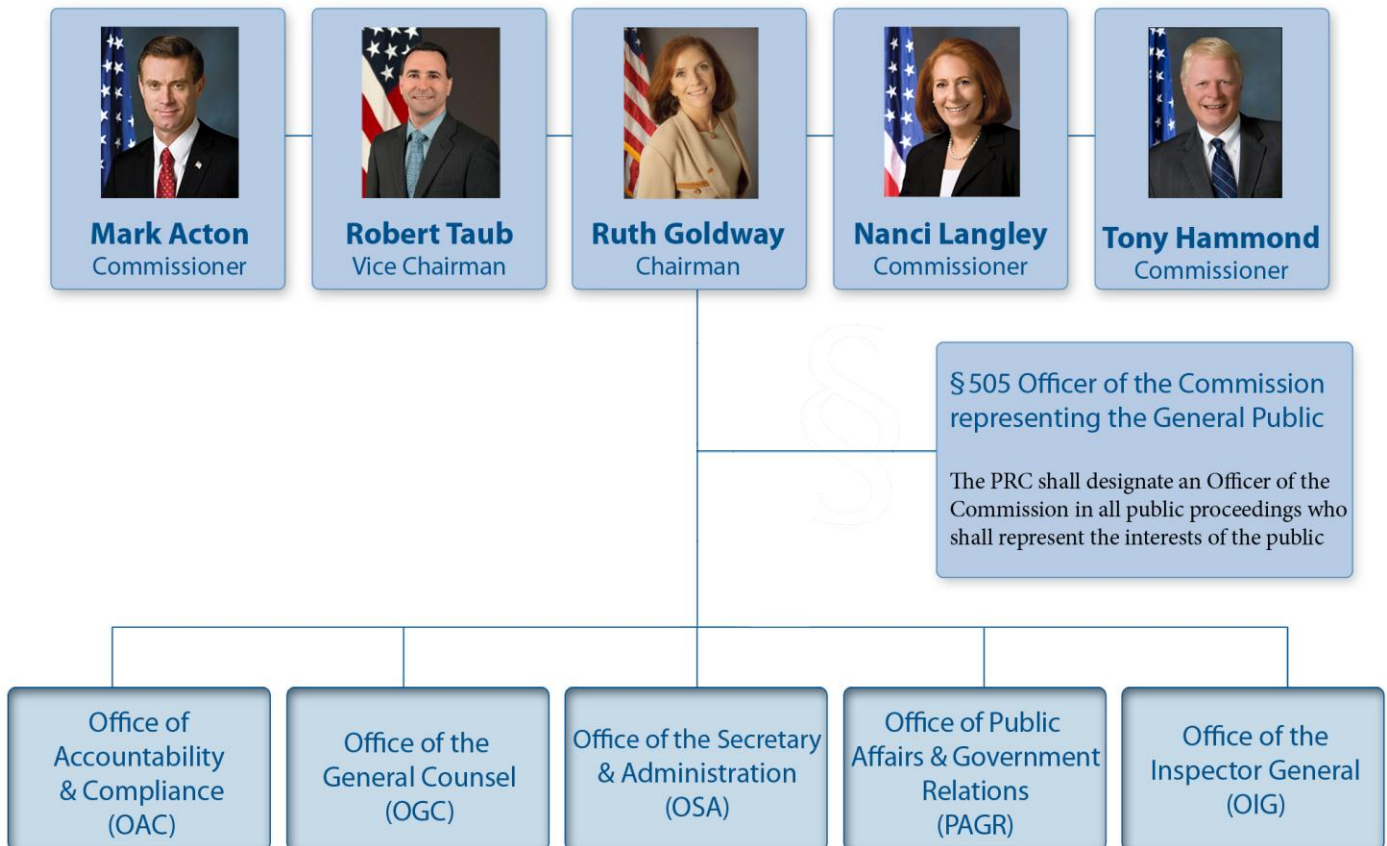 Mark Acton
Commissioner
Robert Taub
Vice Chairman
Ruth Goldway
Chairman
Nanci Langley
Commissioner
Tony Hammond
Commissioner
§
§ 505 Officer of the Commission
representing the General Public
The PRC shall designate an Officer of the
Commission in all public proceedings who
shall represent the interests of the public
Office of
Accountability
& Compliance
(OAC)
Office of the
General Counsel
(OGC)
Office of the Secretary
& Administration
(OSA)
Office of Public
Affairs & Government
Relations
(PAGR)
Office of the
Inspector General
(OIG)